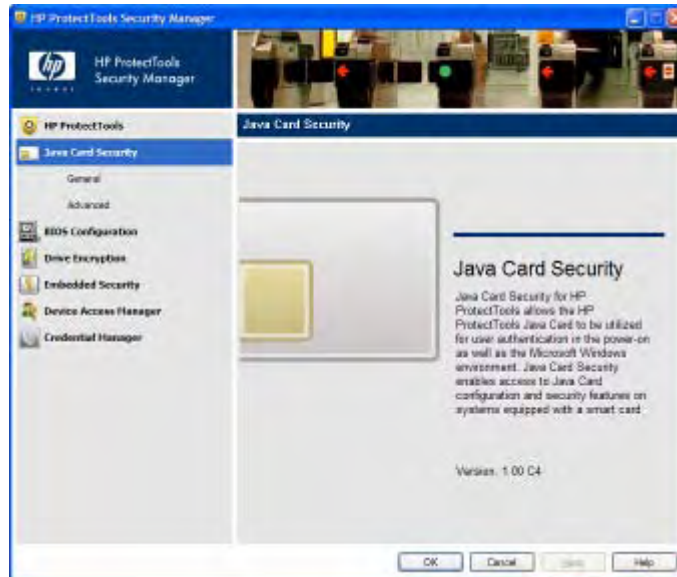 HP ProtectTools Security Manager
hp
invent
HP ProtectTools
Security Manager
HP ProtectTools
Java Card Security
General
Advanced
BIOS Configuration
Drive Encryption
Embedded Security
Device Access Manager
Credential Manager
Java Card Security
Java Card Security
Java Card Security for HP
ProtectTools allows the HP
ProtectTools Java Card to be utilized
for user authentication in the power-on
as well as the Microsoft Windows
environment. Java Card Security
enables access to Java Card
configuration and security features on
systems equipped with a smart card
Version: 1.00 C4
OK
Cancel
Help